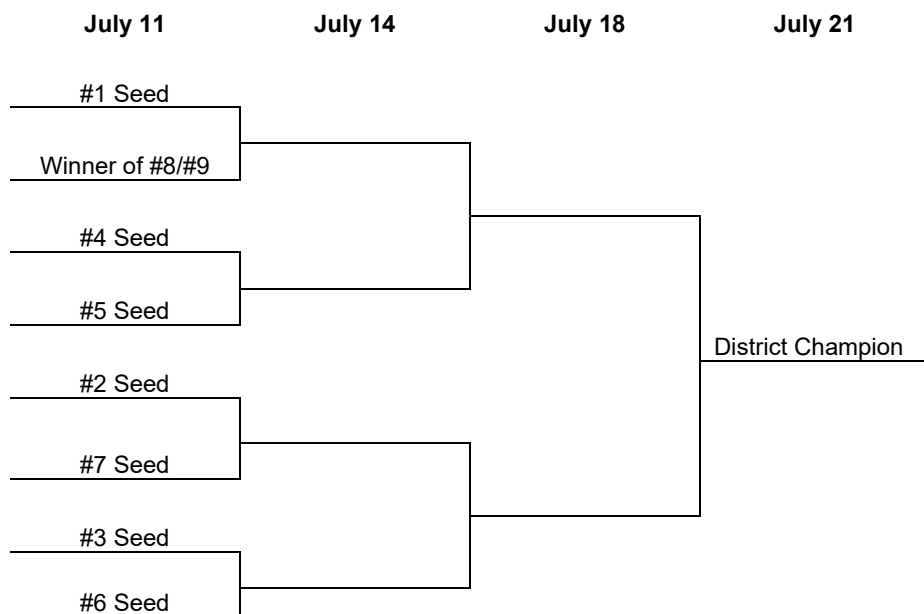 July 11 July 14 July 18 July 21
#1 Seed
Winner of #8/#9
#4 Seed
#5 Seed
District Champion
#2 Seed
#7 Seed
#3 Seed
#6 Seed